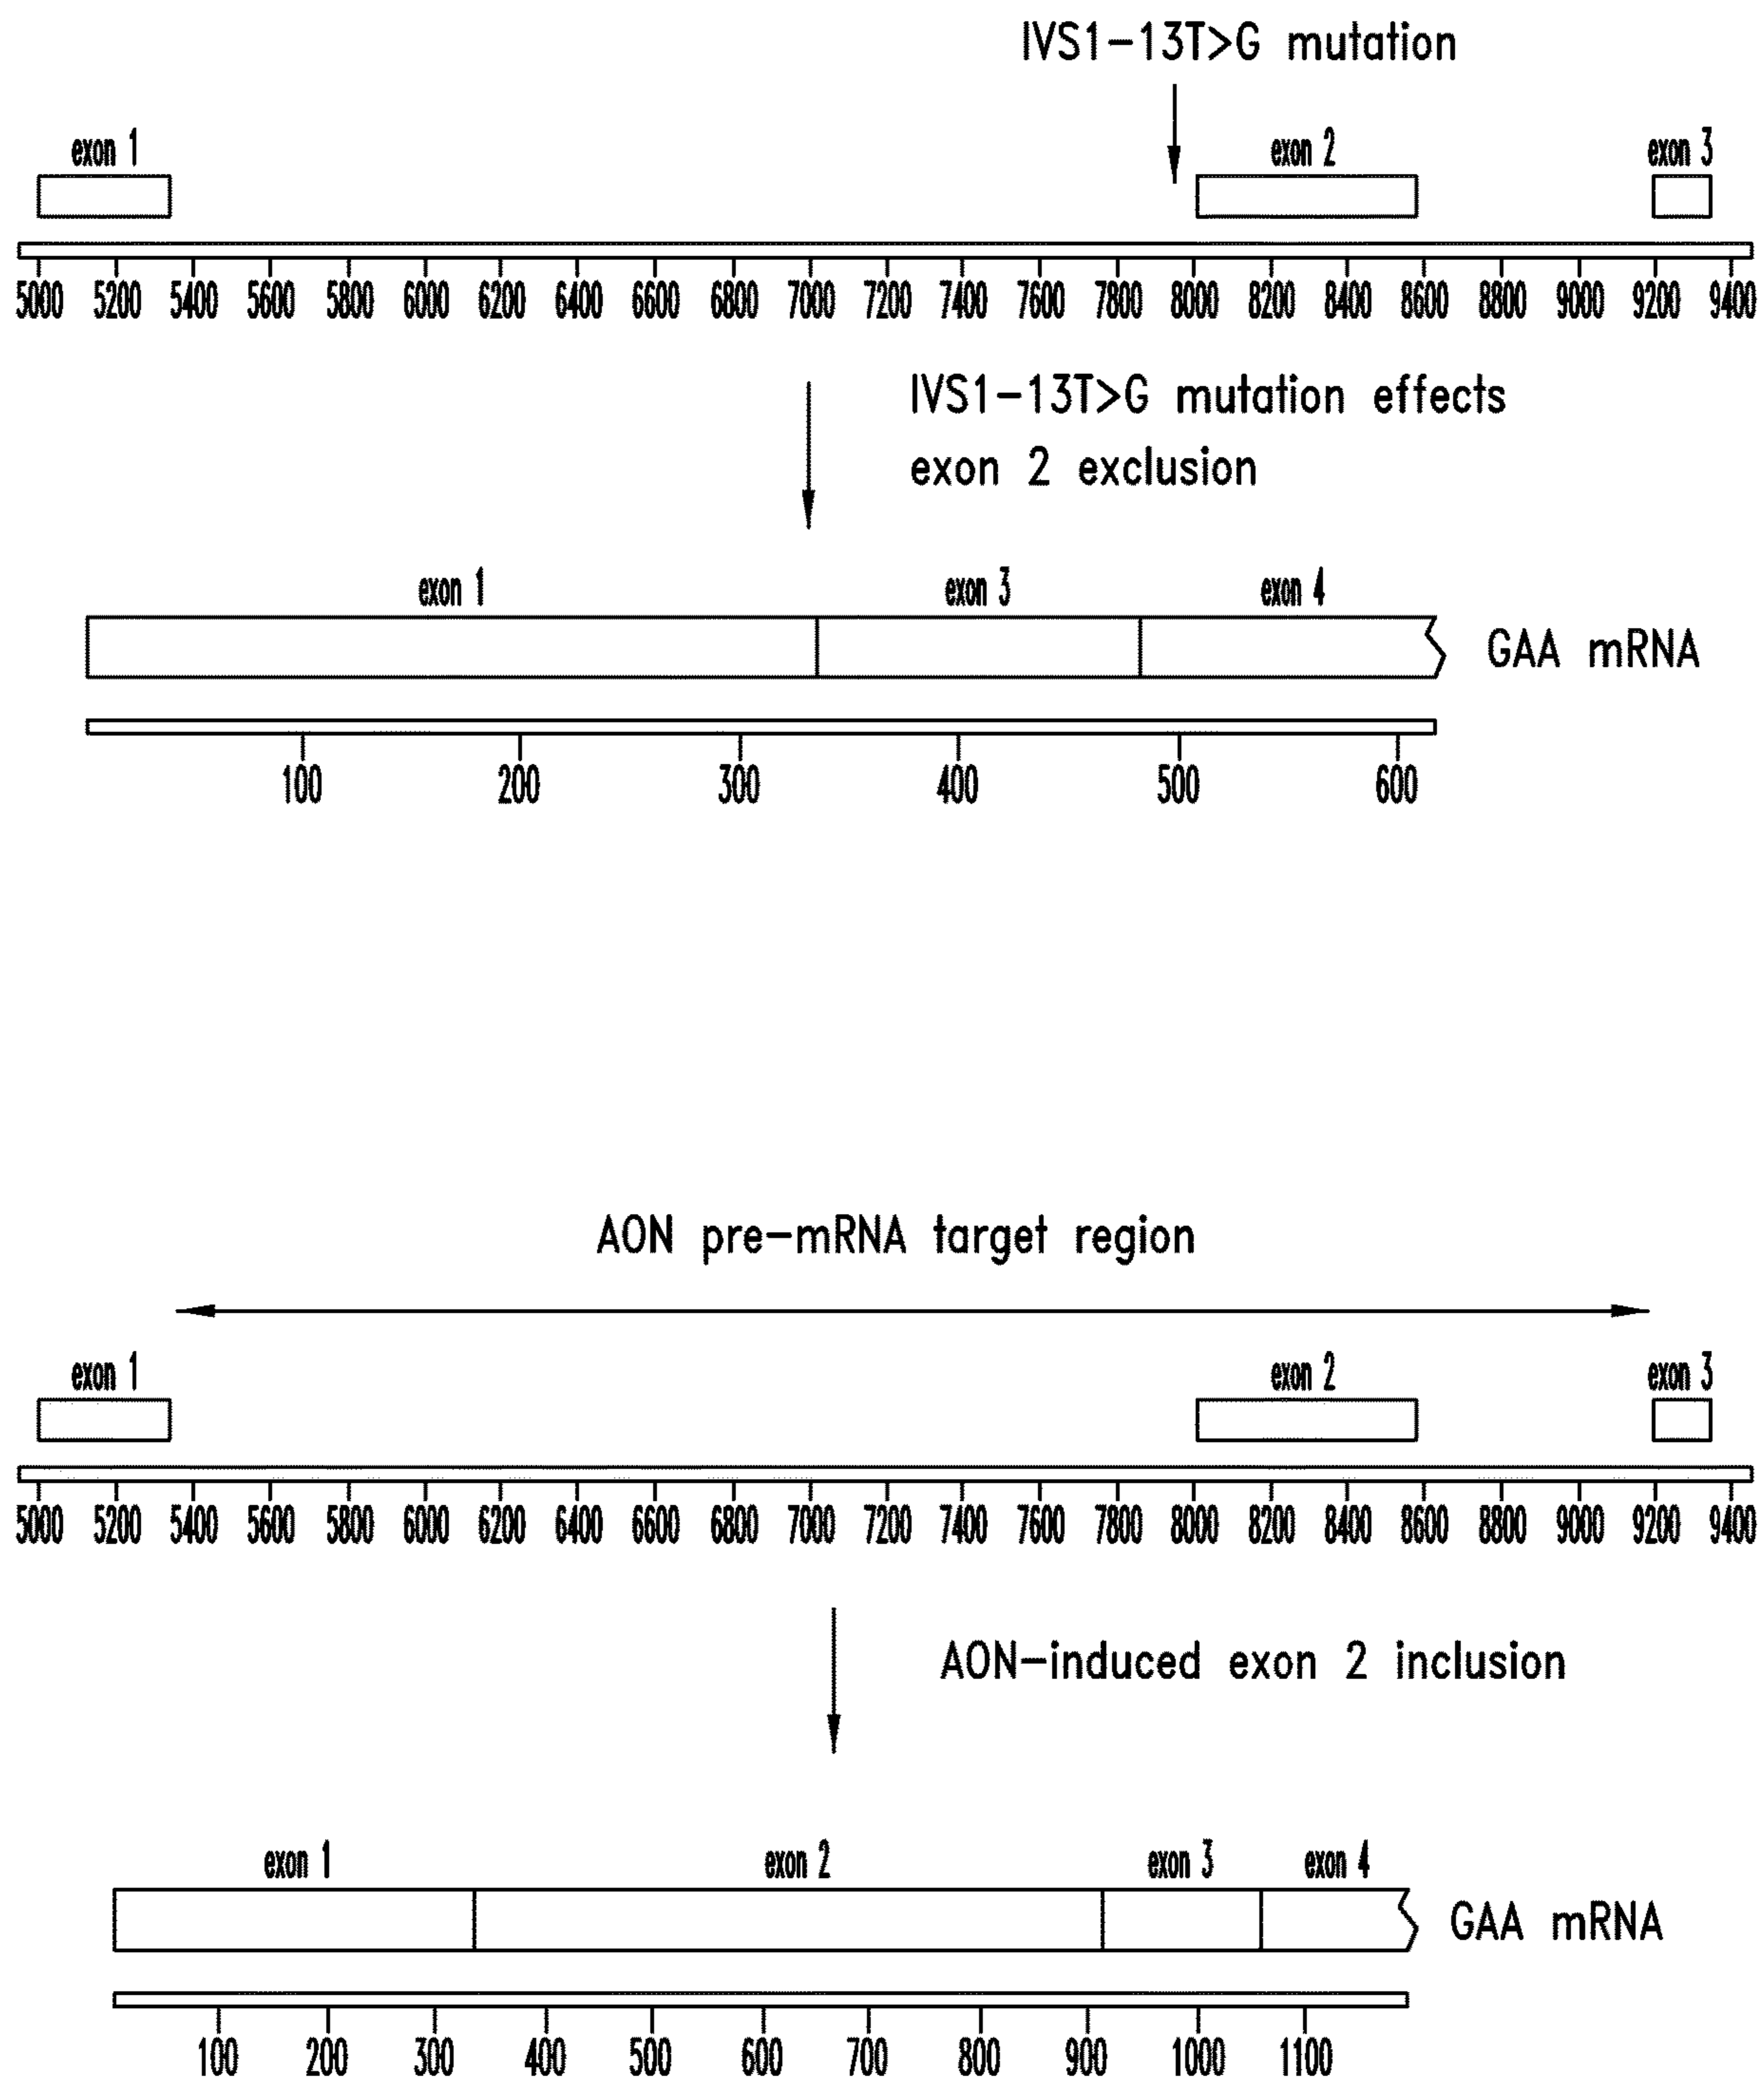 IVS1-13T>G mutation
exon 1
exon 2
exon 3
5000 5200 5400 5600 5800 6000 6200 6400 6600 6800 7000 7200 7400 7600 7800 8000 8200 8400 8600 8800 9000 9200 9400
IVS1-13T>G mutation effects
exon 2 exclusion
exon 1
exon 3
exon 4
GAA mRNA
100 200 300 400 500 600
AON pre-mRNA target region
exon 1
exon 2
exon 3
5000 5200 5400 5600 5800 6000 6200 6400 6600 6800 7000 7200 7400 7600 7800 8000 8200 8400 8600 8800 9000 9200 9400
AON-induced exon 2 inclusion
exon 1
exon 2
exon 3
exon 4
GAA mRNA
100 200 300 400 500 600 700 800 900 1000 1100